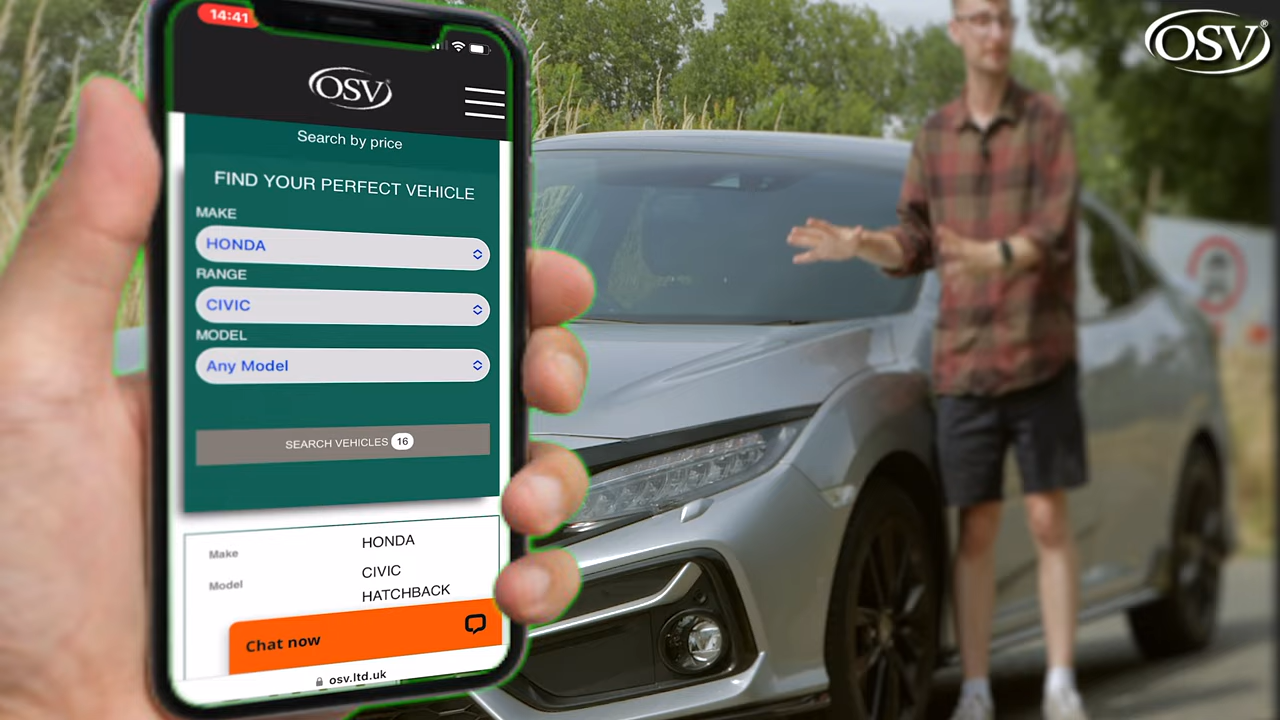 14:41
OSV
Search by price
FIND YOUR PERFECT VEHICLE
MAKE
HONDA
RANGE
CIVIC
MODEL
Any Model
SEARCH VEHICLES 16
Make HONDA
Model CIVIC
HATCHBACK
Chat now
osv.ltd.uk
OSV®